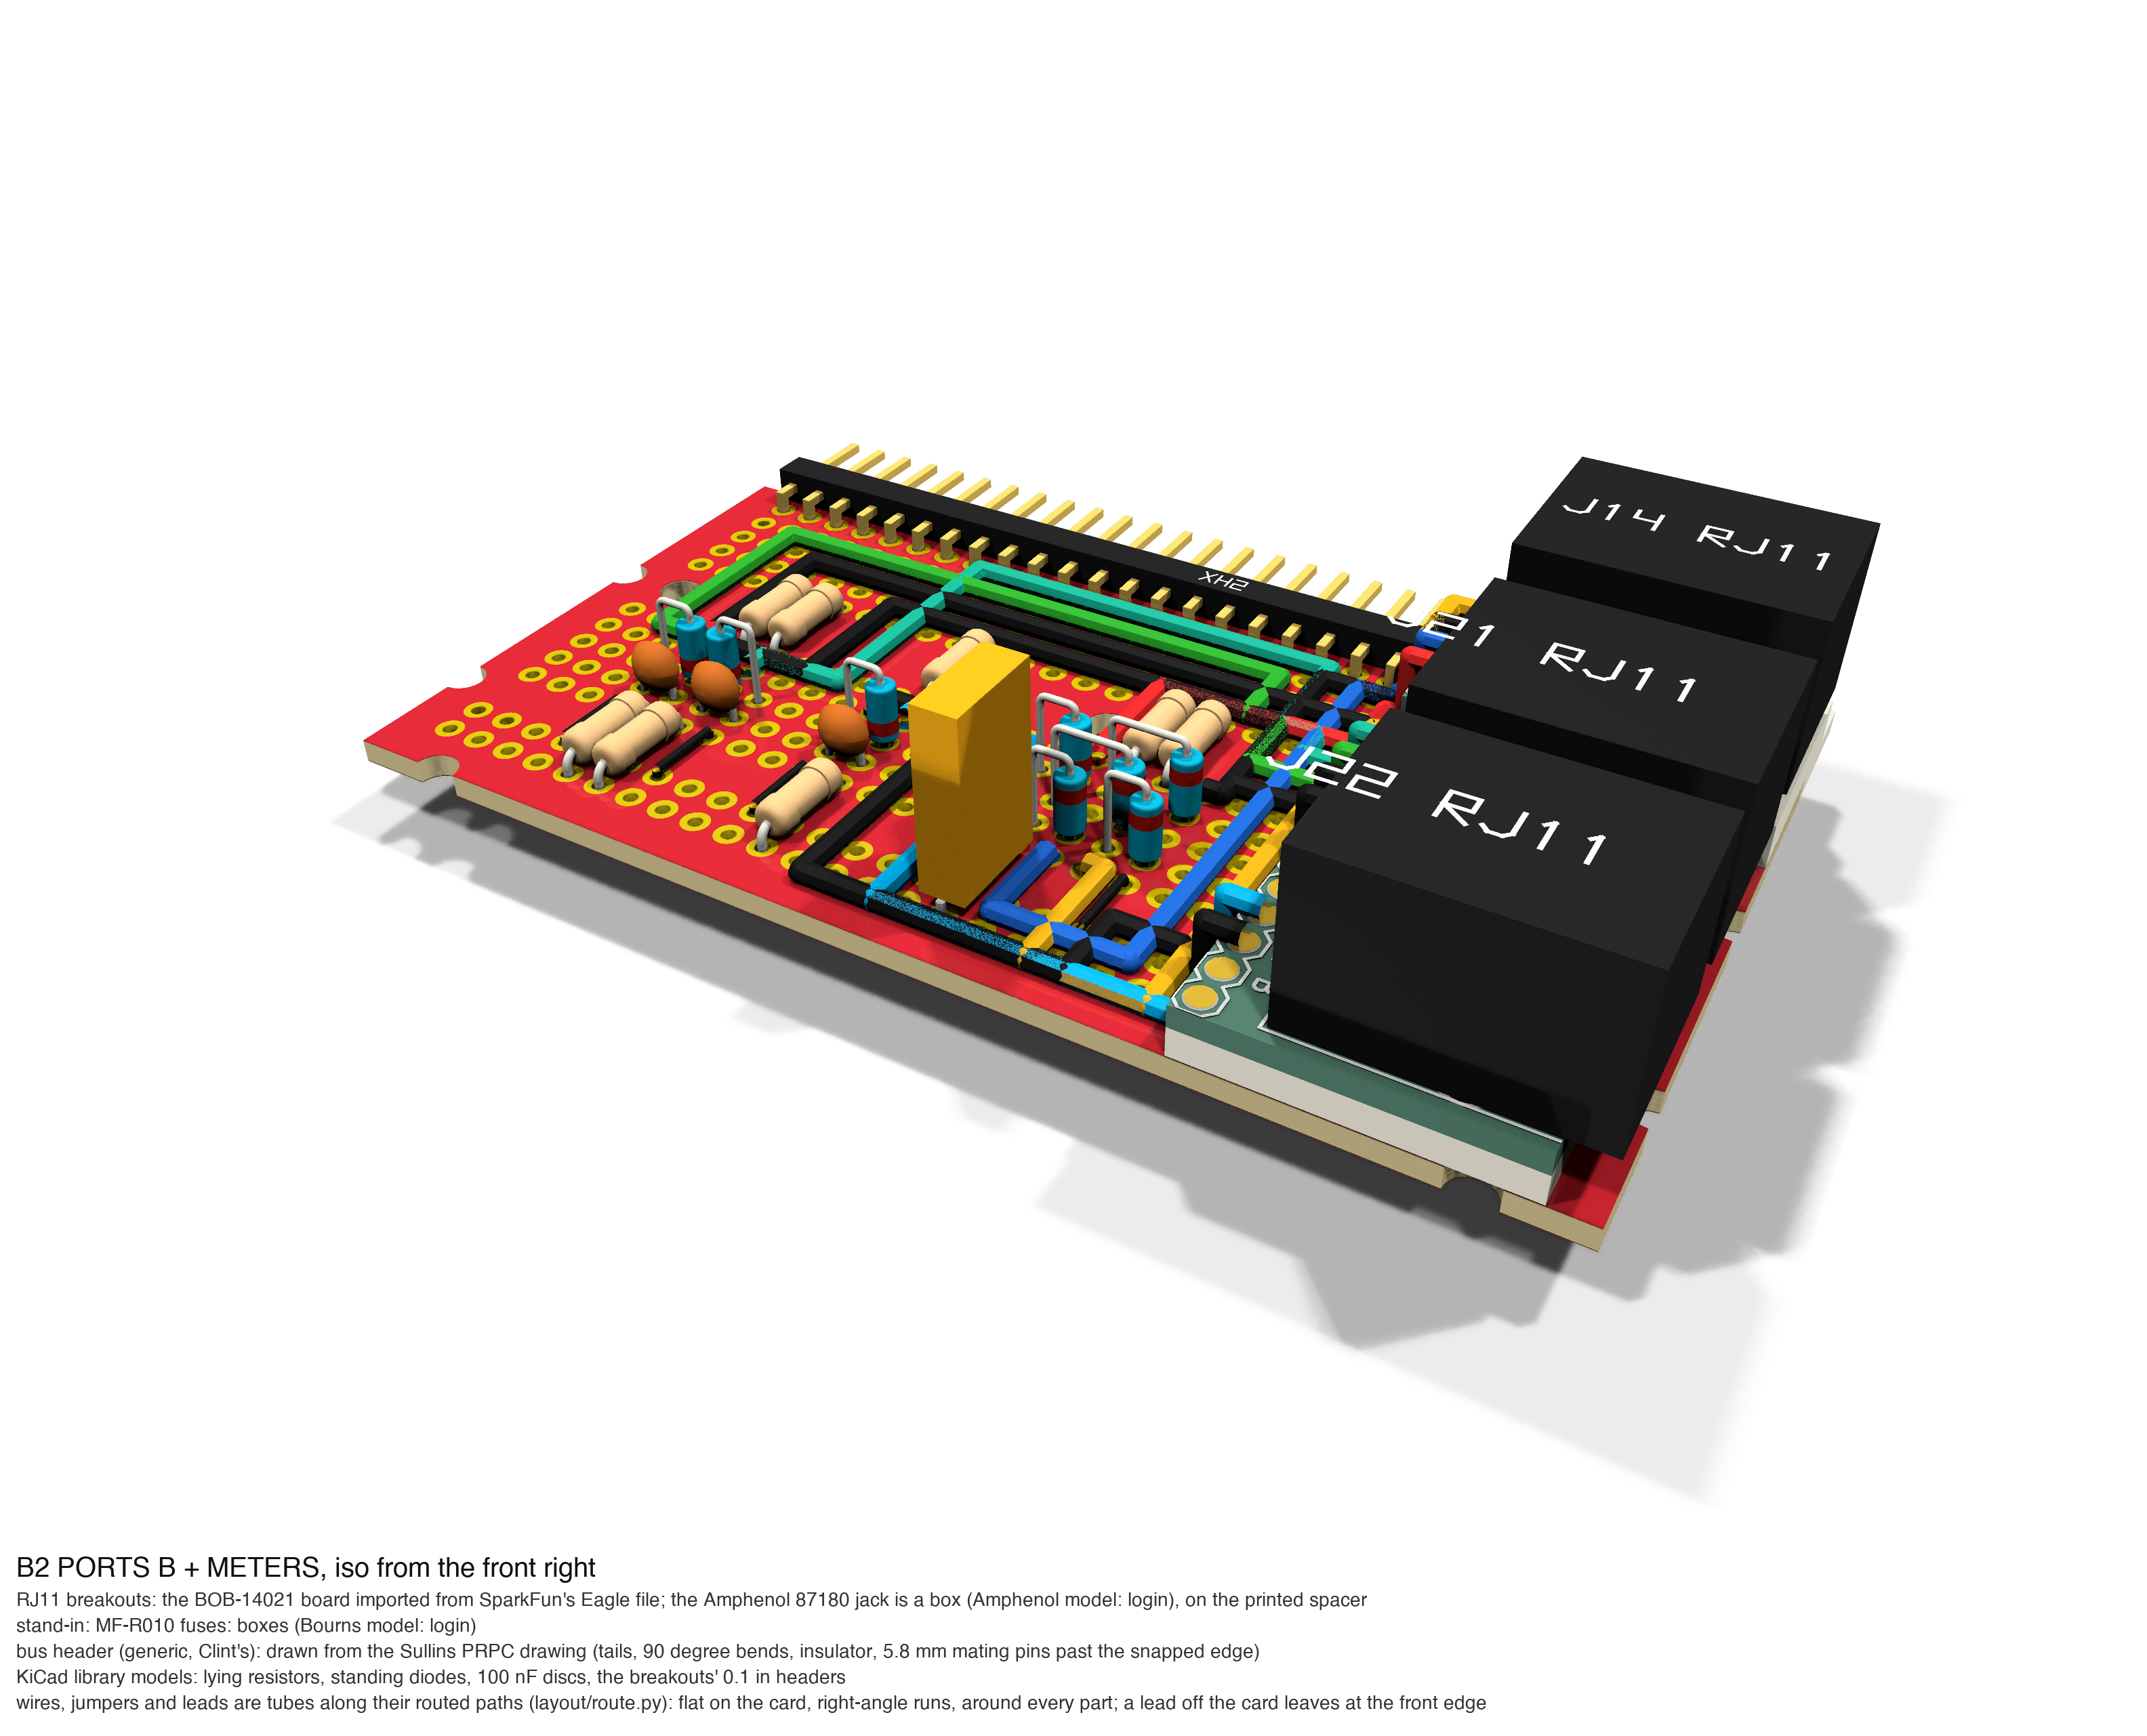 J14 RJ11
XH2
J21 RJ11
J22 RJ11
B2 PORTS B + METERS, iso from the front right
RJ11 breakouts: the BOB-14021 board imported from SparkFun's Eagle file; the Amphenol 87180 jack is a box (Amphenol model: login), on the printed spacer
stand-in: MF-R010 fuses: boxes (Bourns model: login)
bus header (generic, Clint's): drawn from the Sullins PRPC drawing (tails, 90 degree bends, insulator, 5.8 mm mating pins past the snapped edge)
KiCad library models: lying resistors, standing diodes, 100 nF discs, the breakouts' 0.1 in headers
wires, jumpers and leads are tubes along their routed paths (layout/route.py): flat on the card, right-angle runs, around every part; a lead off the card leaves at the front edge